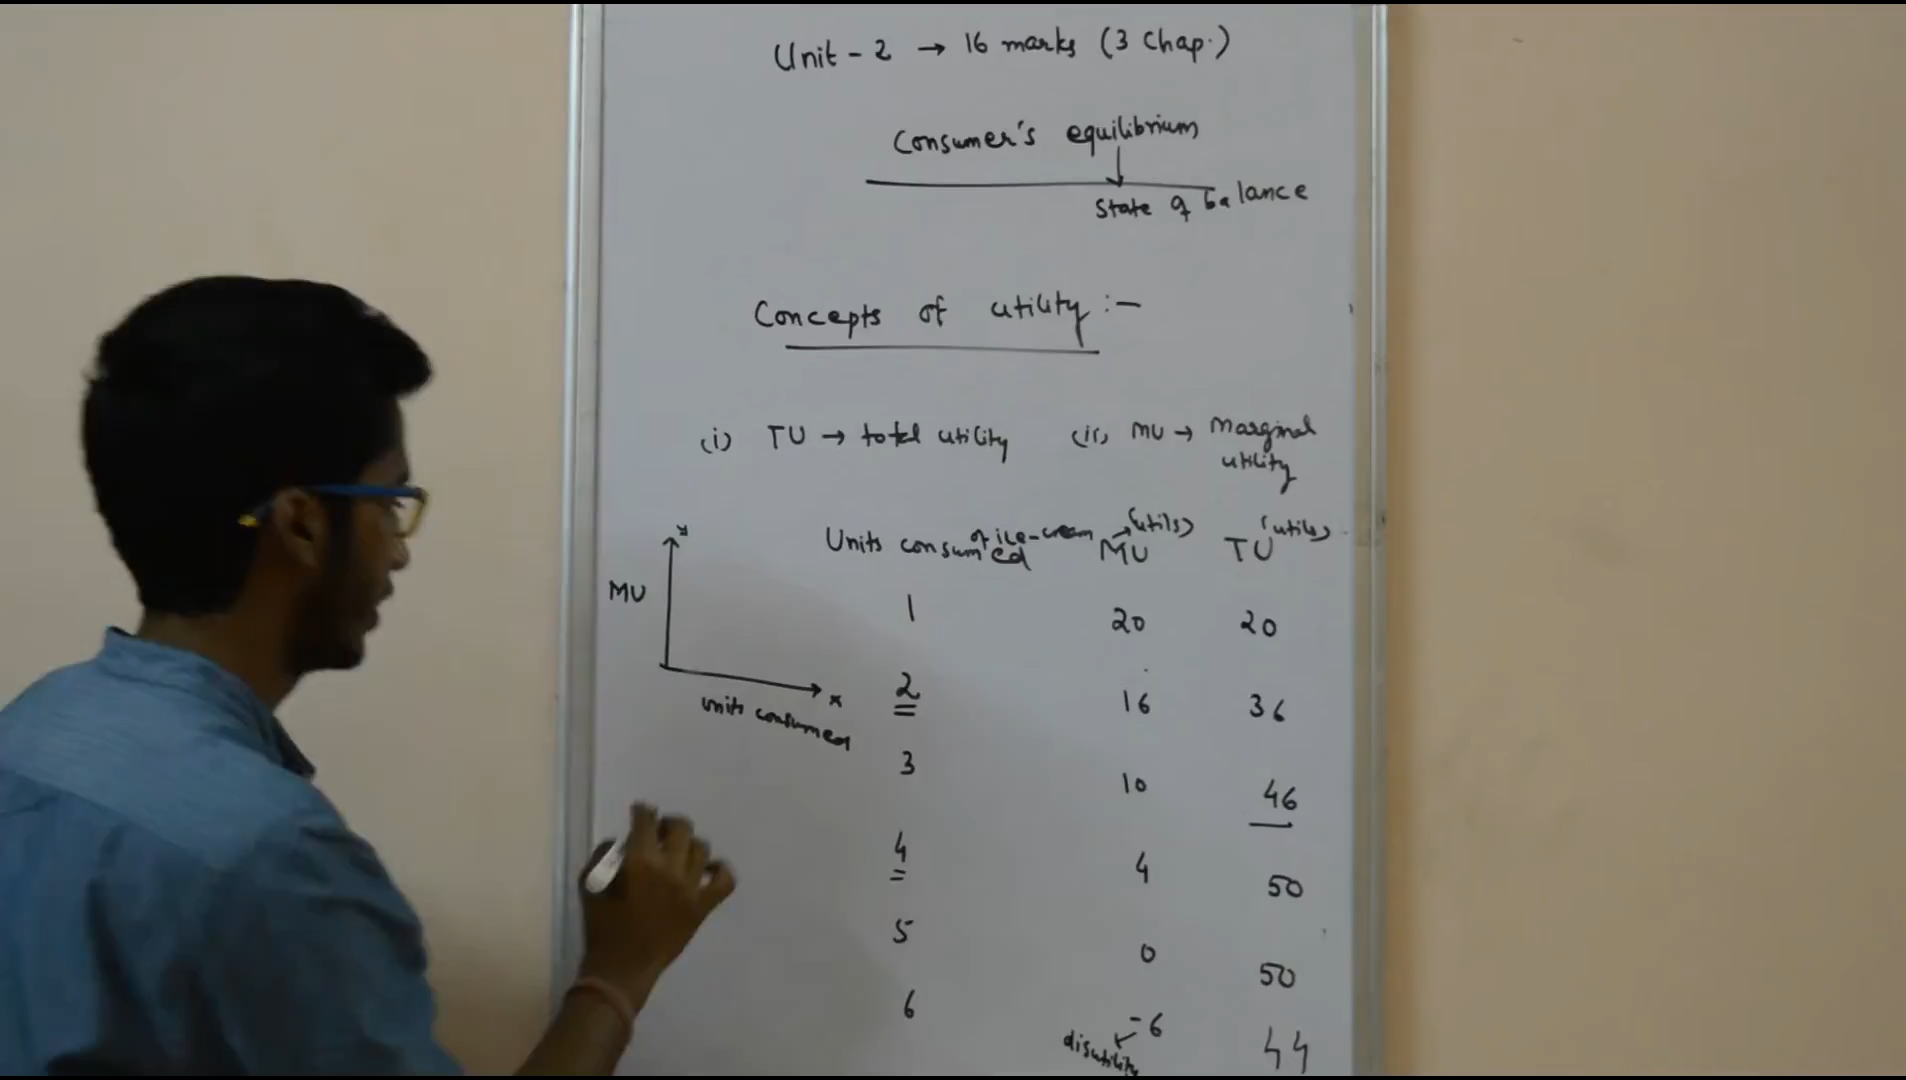 Unit - 2 → 16 marks (3 Chap.)
Consumer's equilibrium
State of balance
Concepts of utility :-
(i) TU → total utility (ii) MU → Marginal utility
Units consumed of ice-cream MU → (utils) TU (utils)
1 20 20
2 16 36
3 10 46
4 4 50
5 0 50
6 -6 44
disutility
y
MU
x
units consumed